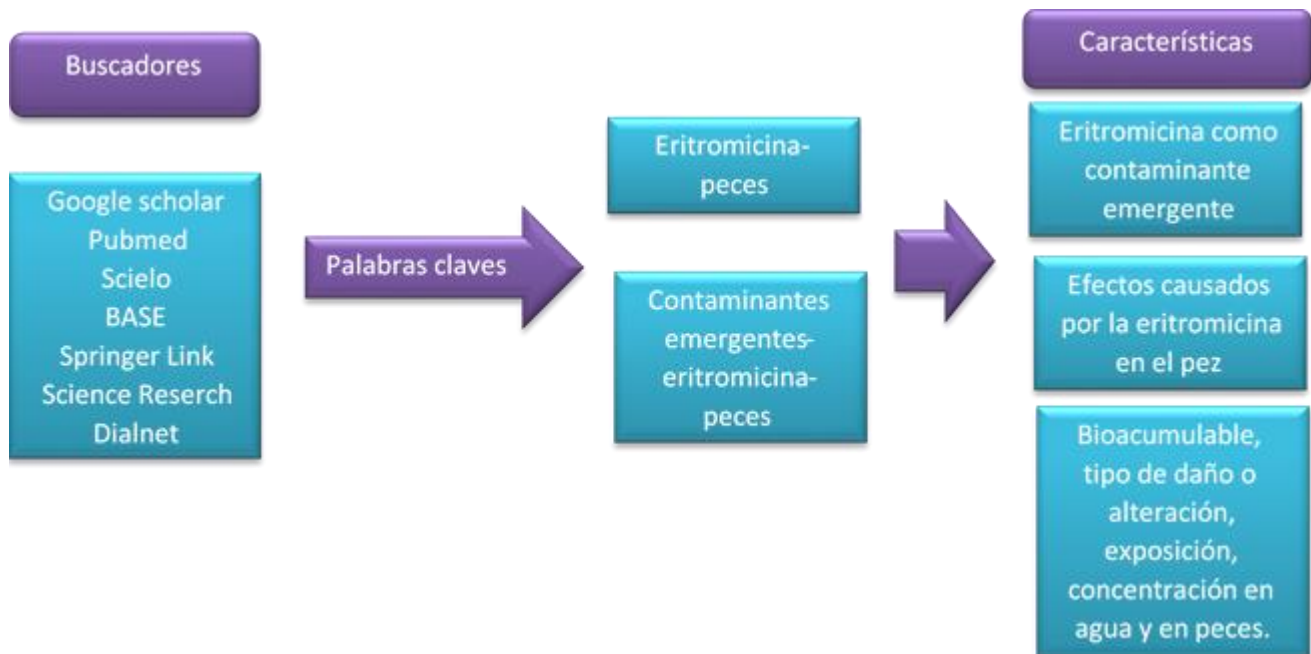 Buscadores
Google scholar
Pubmed
Scielo
BASE
Springer Link
Science Reserch
Dialnet
Palabras claves
Eritromicina-
peces
Contaminantes
emergentes-
eritromicina-
peces
Características
Eritromicina como
contaminante
emergente
Efectos causados
por la eritromicina
en el pez
Bioacumulable,
tipo de daño o
alteración,
exposición,
concentración en
agua y en peces.